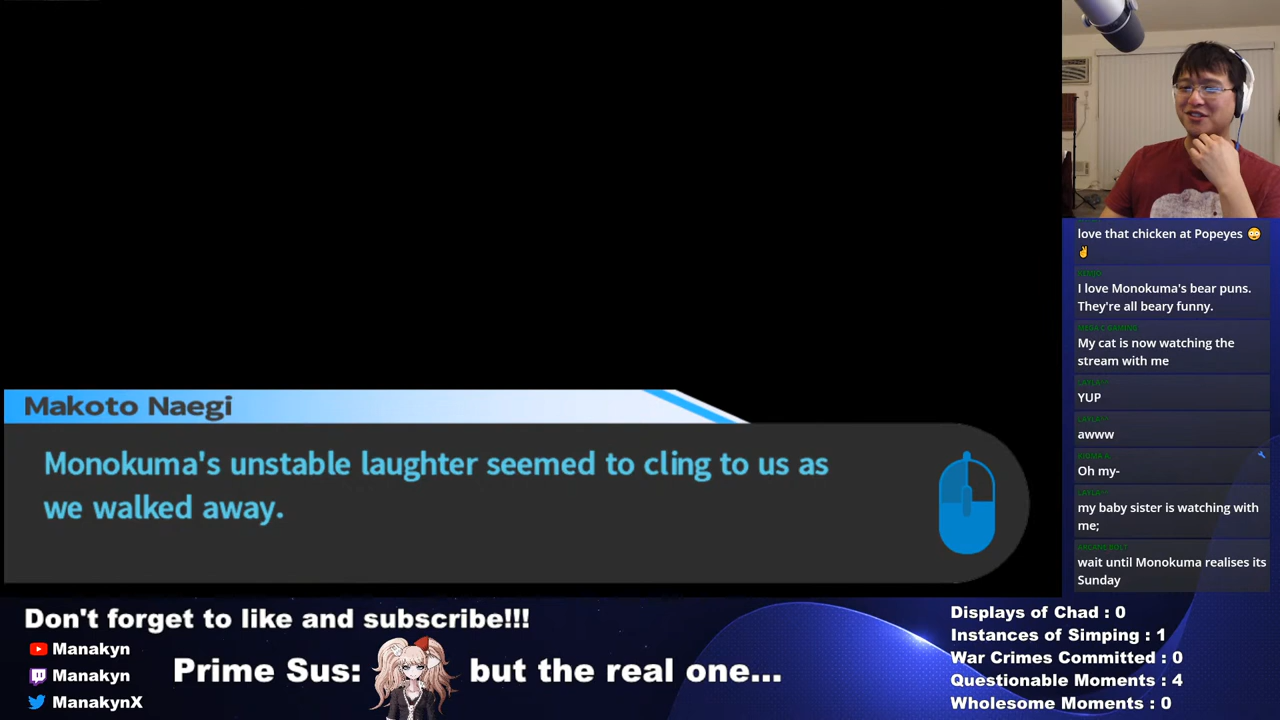 love that chicken at Popeyes 😳
✌
I love Monokuma's bear puns.
They're all beary funny.
My cat is now watching the
stream with me
YUP
awww
Oh my-
my baby sister is watching with
me;
wait until Monokuma realises its
Sunday
Makoto Naegi
Monokuma's unstable laughter seemed to cling to us as
we walked away.
Don't forget to like and subscribe!!!
Manakyn
Manakyn
ManakynX
Prime Sus: but the real one...
Displays of Chad : 0
Instances of Simping : 1
War Crimes Committed : 0
Questionable Moments : 4
Wholesome Moments : 0